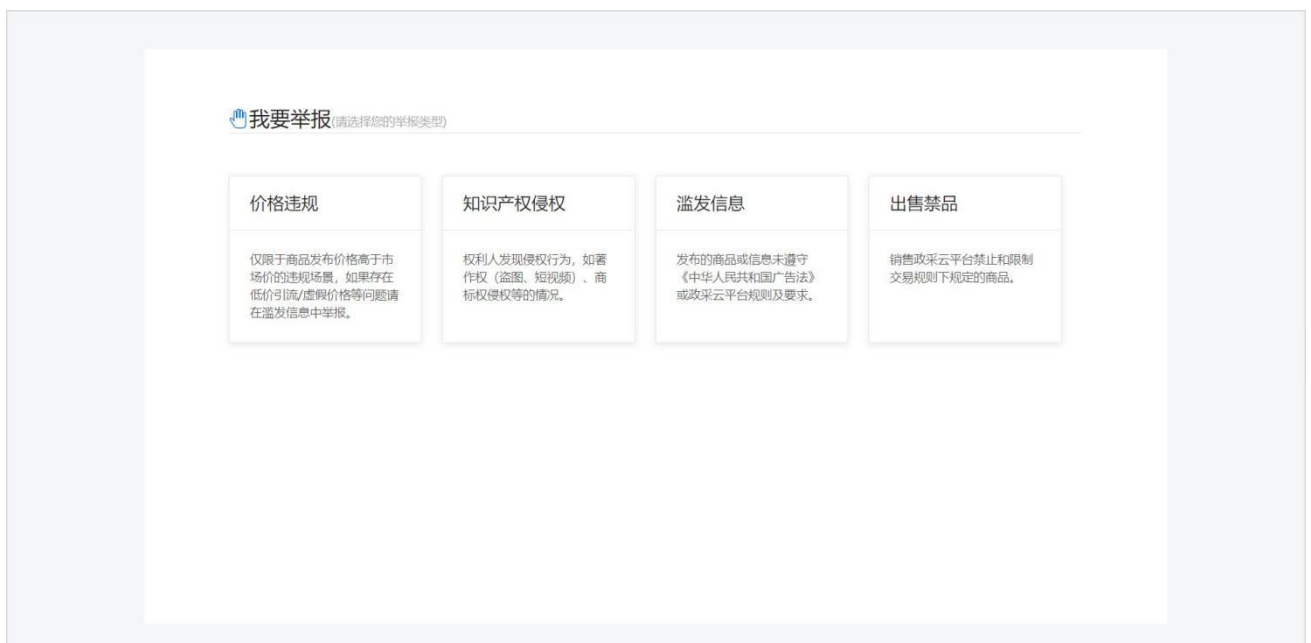 我要举报(请选择您的举报类型)
价格违规
仅限于商品发布价格高于市
场价的违规场景，如果存在
低价引流/虚假价格等问题请
在滥发信息中举报。
知识产权侵权
权利人发现侵权行为，如著
作权（盗图、短视频）、商
标权侵权等的情况。
滥发信息
发布的商品或信息未遵守
《中华人民共和国广告法》
或政采云平台规则及要求。
出售禁品
销售政采云平台禁止和限制
交易规则下规定的商品。